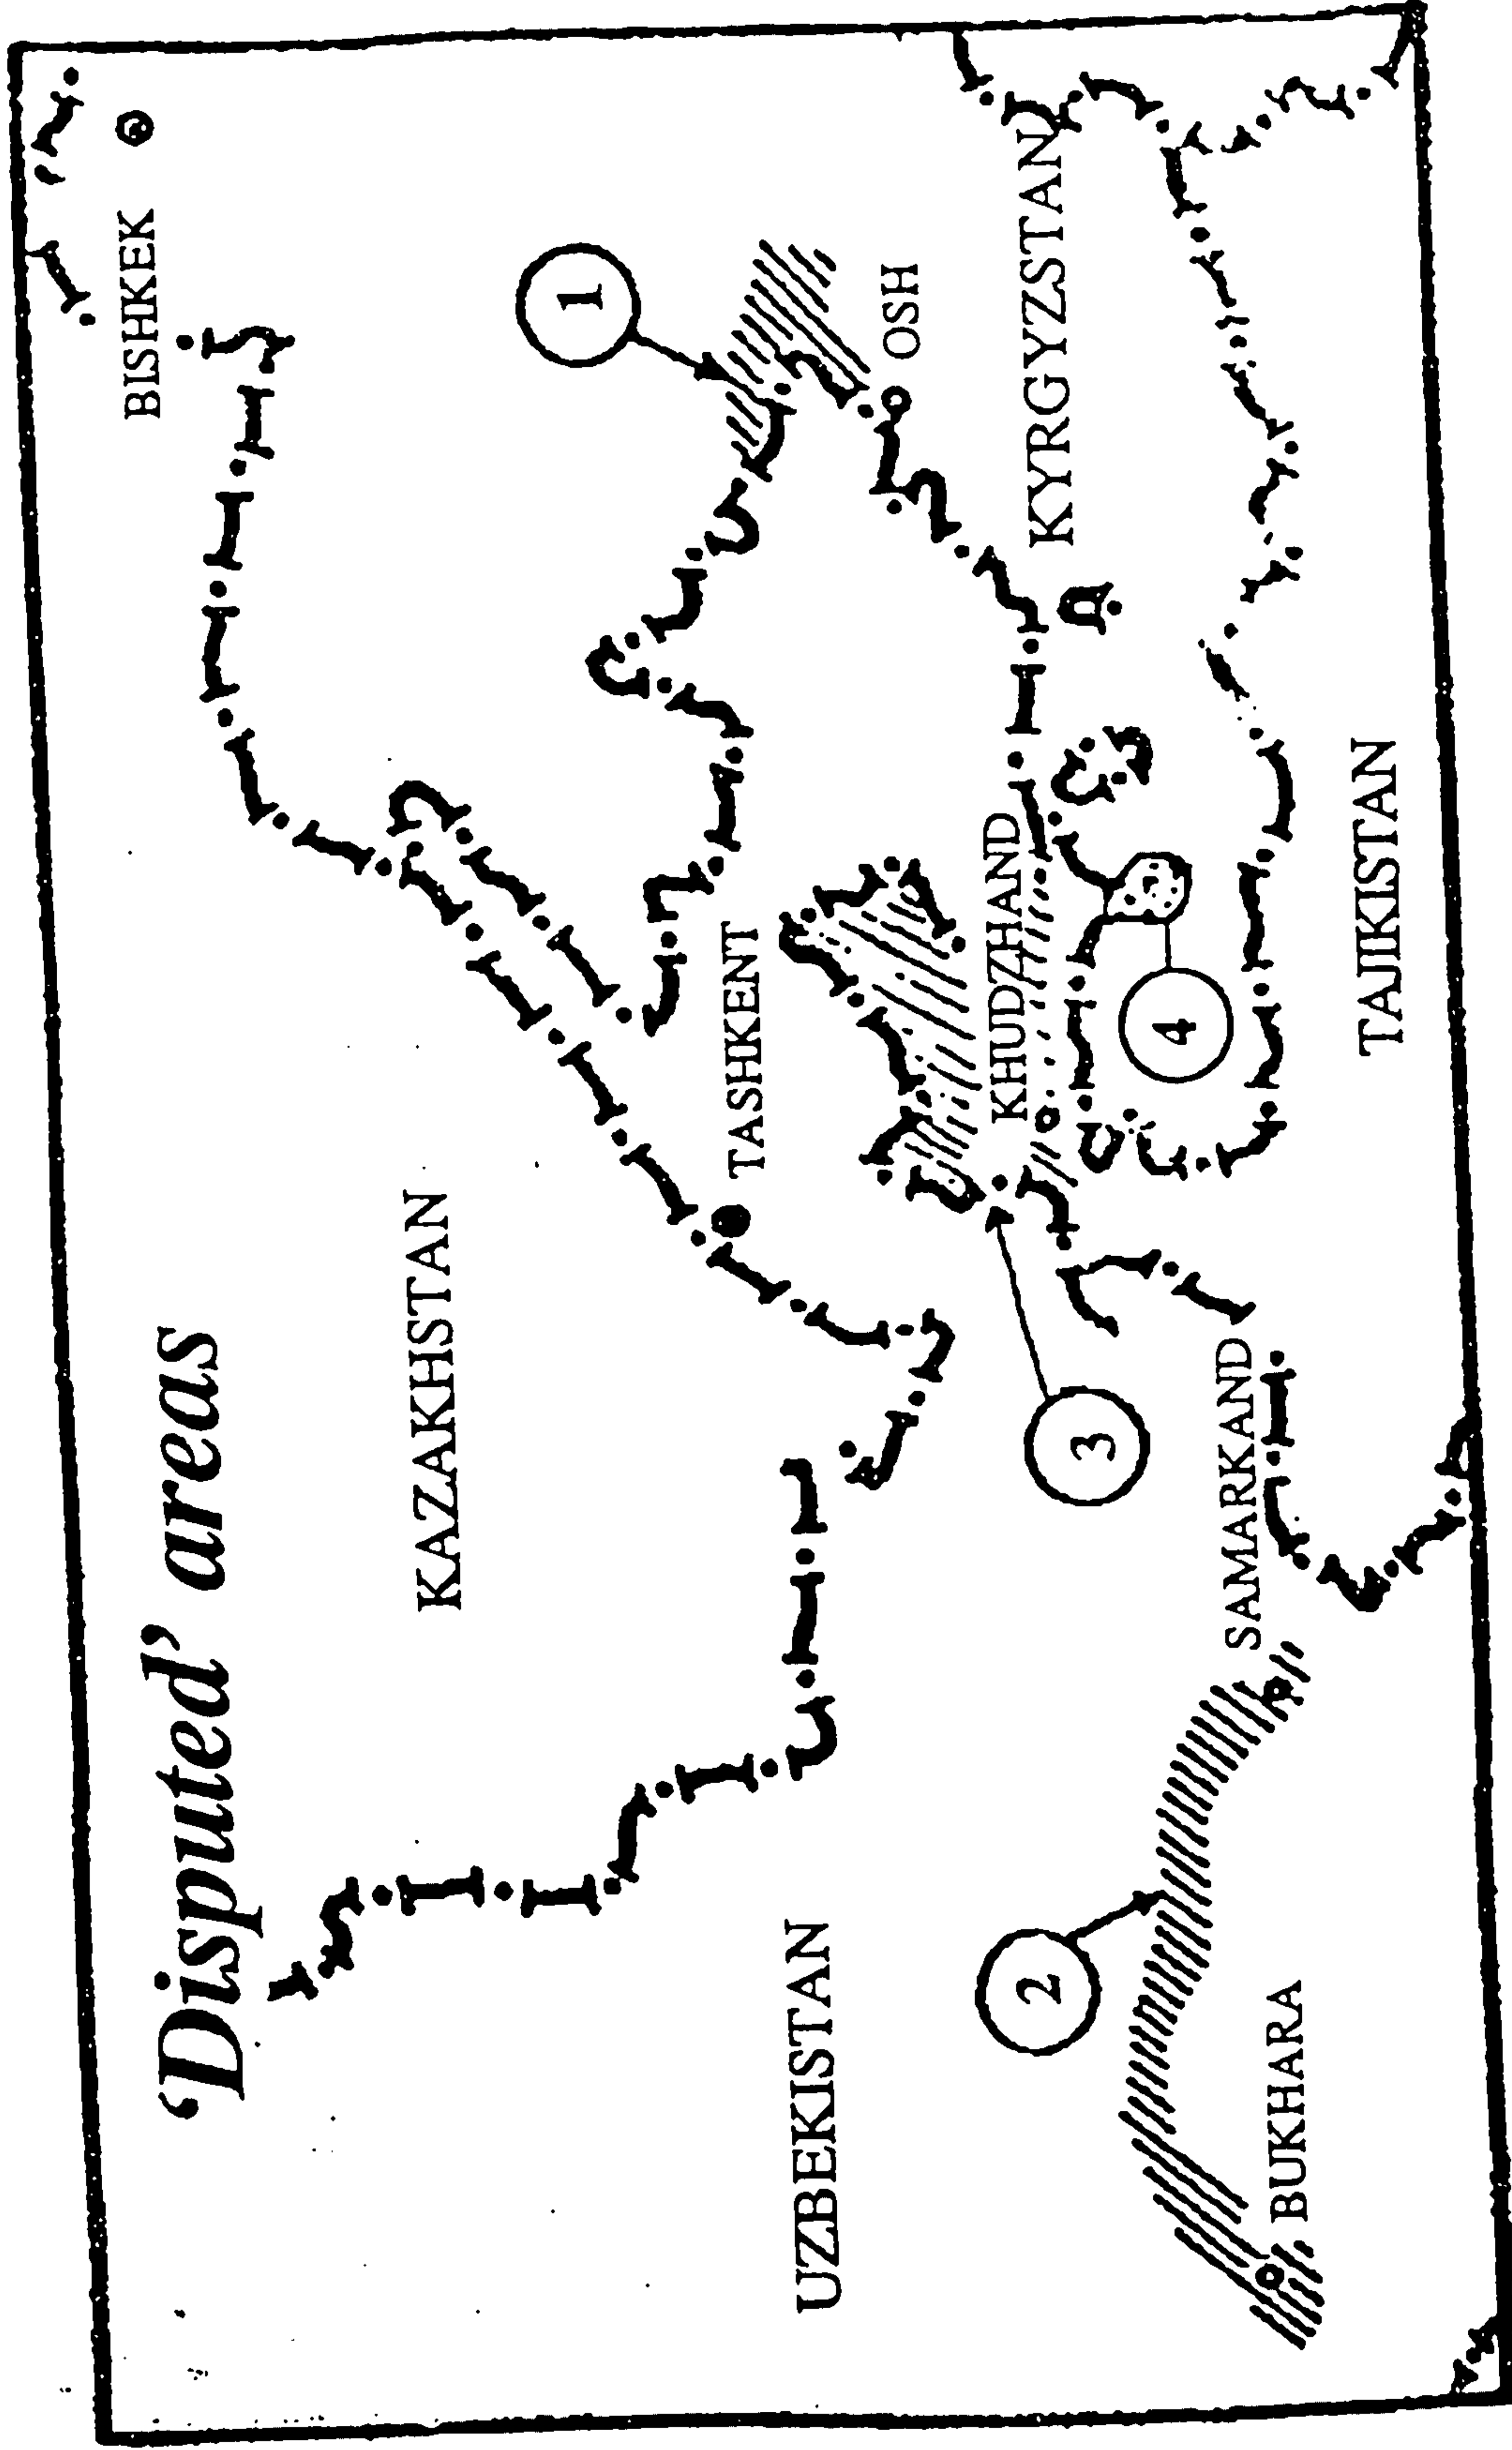 'Disputed' areas
BISHKEK
KAZAKHSTAN
1
TASHKENT
UZBEKISTAN
OSH
2
KHUDZHAND
3
KYRGYZSTAN
4
SAMARKAND
BUKHARA
TAJIKISTAN